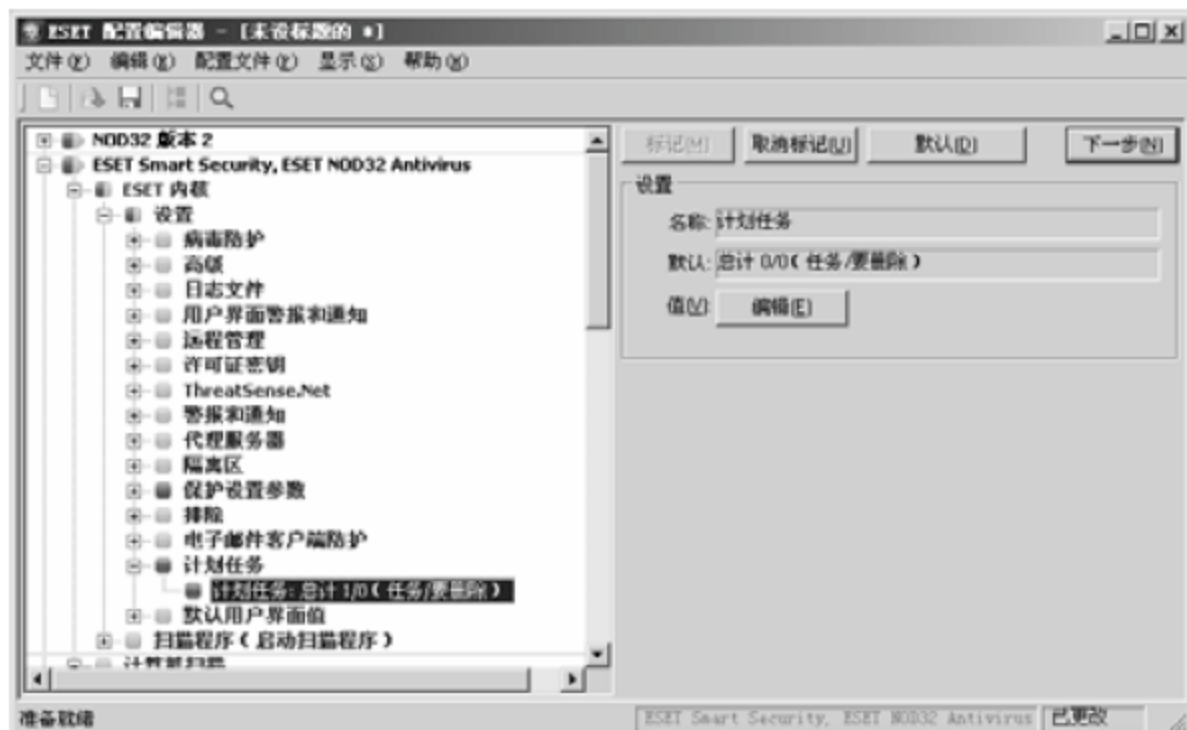 ESET 配置编辑器 - [未设标题的 *]
文件(F) 编辑(E) 配置文件(P) 显示(S) 帮助(H)
NOD32 版本 2
ESET Smart Security, ESET NOD32 Antivirus
ESET 内核
设置
病毒防护
高级
日志文件
用户界面警报和通知
远程管理
许可证密钥
ThreatSense.Net
警报和通知
代理服务器
隔离区
保护设置参数
排除
电子邮件客户端防护
计划任务
计划任务: 总计 1/0( 任务/要删除 )
默认用户界面值
扫描程序 ( 启动扫描程序 )
计算机扫描
标记(M) 取消标记(U) 默认(D) 下一步(N)
设置
名称: 计划任务
默认: 总计 0/0( 任务/要删除 )
值(V): 编辑(E)
准备就绪
ESET Smart Security, ESET NOD32 Antivirus 已更改